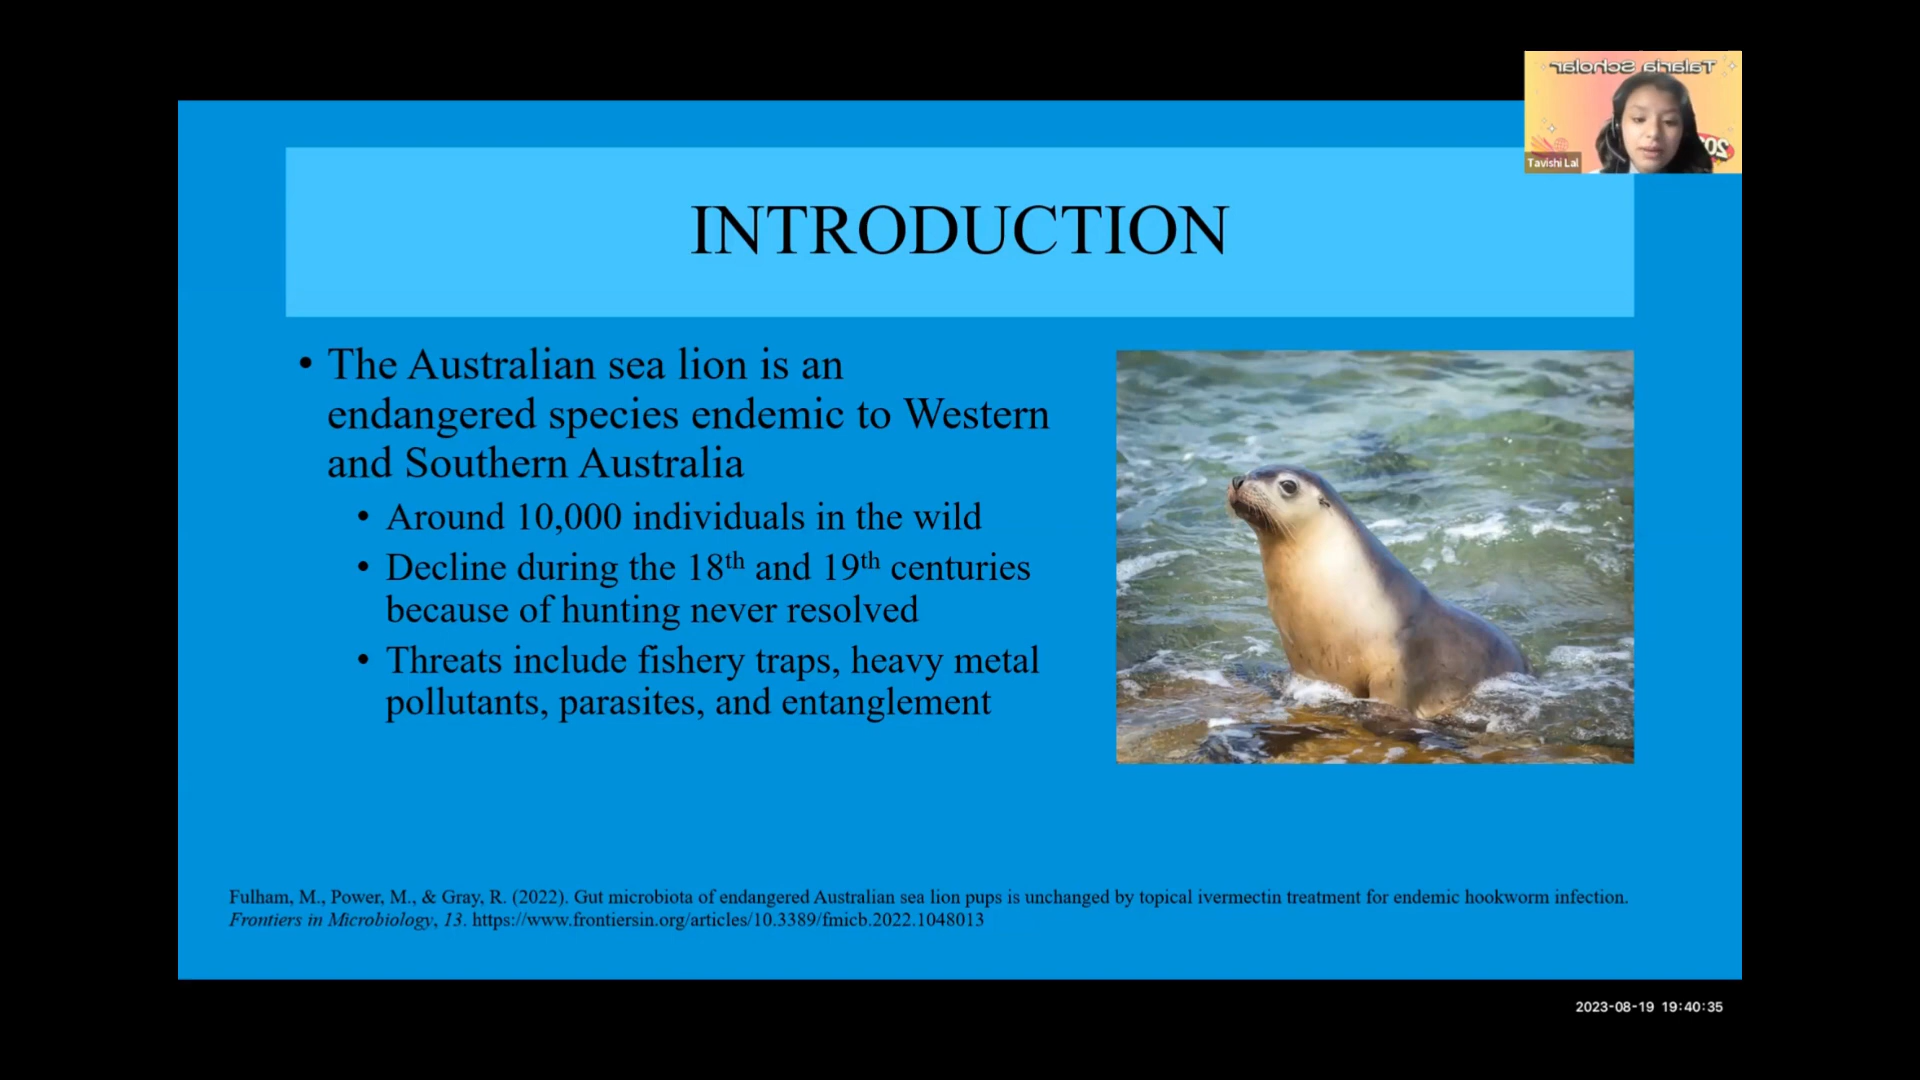 Talaria Scholar
Tavishi Lal
INTRODUCTION
• The Australian sea lion is an
endangered species endemic to Western
and Southern Australia
• Around 10,000 individuals in the wild
• Decline during the 18th and 19th centuries
because of hunting never resolved
• Threats include fishery traps, heavy metal
pollutants, parasites, and entanglement
Fulham, M., Power, M., & Gray, R. (2022). Gut microbiota of endangered Australian sea lion pups is unchanged by topical ivermectin treatment for endemic hookworm infection.
Frontiers in Microbiology, 13. https://www.frontiersin.org/articles/10.3389/fmicb.2022.1048013
2023-08-19 19:40:35